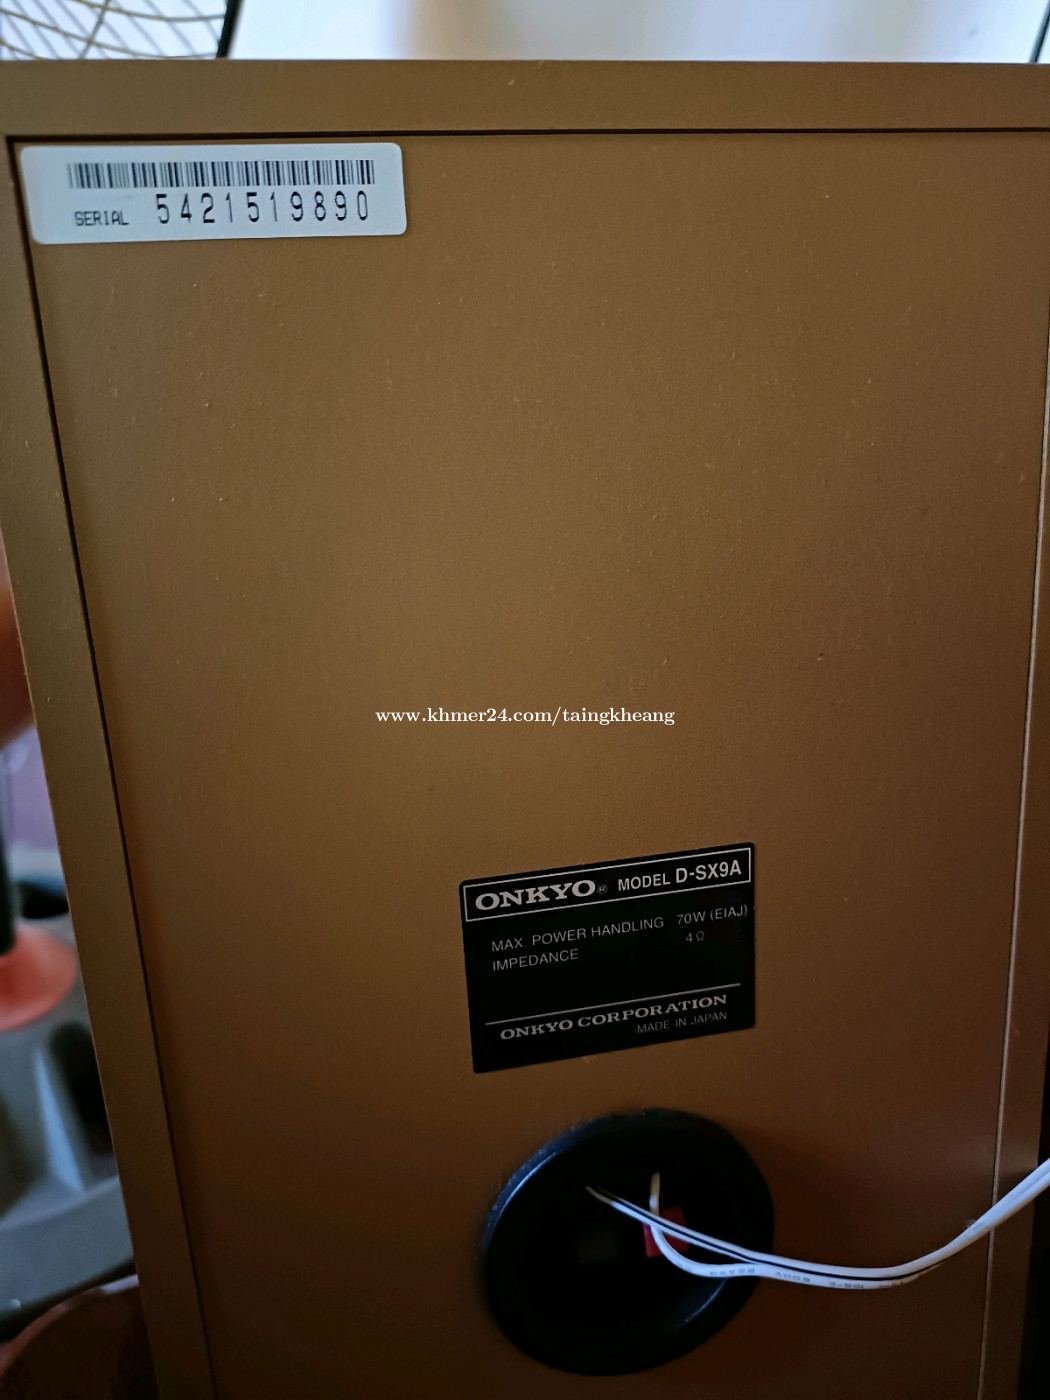 SERIAL 5421519890
www.khmer24.com/taingkheang
ONKYO® MODEL D-SX9A
MAX. POWER HANDLING 70W (EIAJ)
IMPEDANCE 4Ω
ONKYO CORPORATION
MADE IN JAPAN